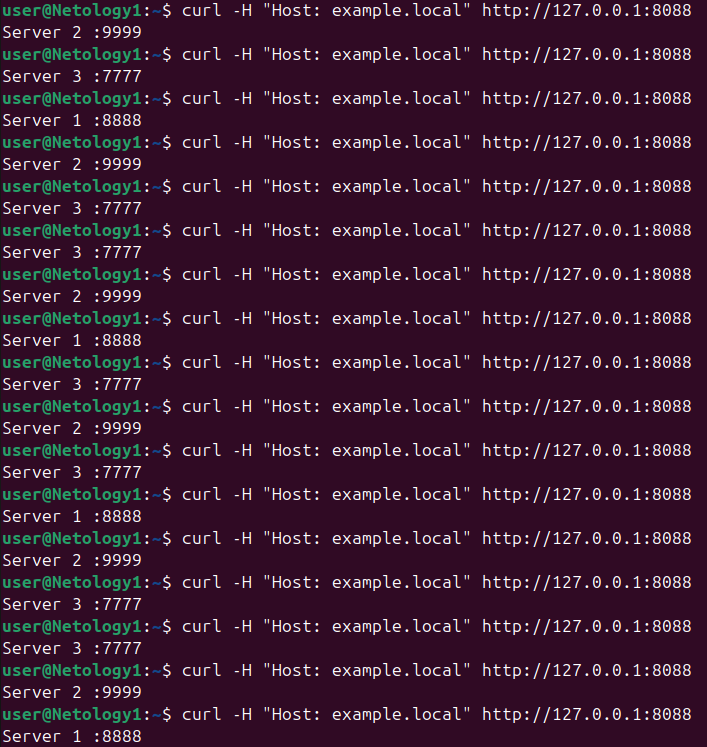 user@Netology1:~$ curl -H "Host: example.local" http://127.0.0.1:8088
Server 2 :9999
user@Netology1:~$ curl -H "Host: example.local" http://127.0.0.1:8088
Server 3 :7777
user@Netology1:~$ curl -H "Host: example.local" http://127.0.0.1:8088
Server 1 :8888
user@Netology1:~$ curl -H "Host: example.local" http://127.0.0.1:8088
Server 2 :9999
user@Netology1:~$ curl -H "Host: example.local" http://127.0.0.1:8088
Server 3 :7777
user@Netology1:~$ curl -H "Host: example.local" http://127.0.0.1:8088
Server 3 :7777
user@Netology1:~$ curl -H "Host: example.local" http://127.0.0.1:8088
Server 2 :9999
user@Netology1:~$ curl -H "Host: example.local" http://127.0.0.1:8088
Server 1 :8888
user@Netology1:~$ curl -H "Host: example.local" http://127.0.0.1:8088
Server 3 :7777
user@Netology1:~$ curl -H "Host: example.local" http://127.0.0.1:8088
Server 2 :9999
user@Netology1:~$ curl -H "Host: example.local" http://127.0.0.1:8088
Server 3 :7777
user@Netology1:~$ curl -H "Host: example.local" http://127.0.0.1:8088
Server 1 :8888
user@Netology1:~$ curl -H "Host: example.local" http://127.0.0.1:8088
Server 2 :9999
user@Netology1:~$ curl -H "Host: example.local" http://127.0.0.1:8088
Server 3 :7777
user@Netology1:~$ curl -H "Host: example.local" http://127.0.0.1:8088
Server 3 :7777
user@Netology1:~$ curl -H "Host: example.local" http://127.0.0.1:8088
Server 2 :9999
user@Netology1:~$ curl -H "Host: example.local" http://127.0.0.1:8088
Server 1 :8888